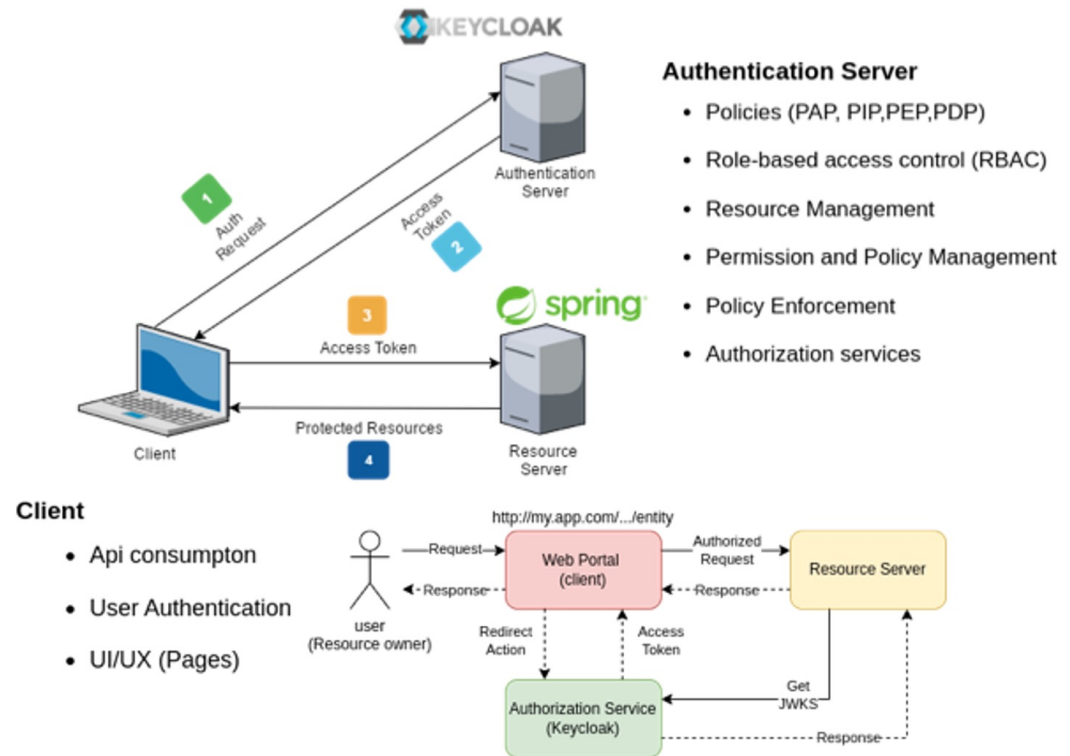 KEYCLOAK
Authentication Server
• Policies (PAP, PIP,PEP,PDP)
• Role-based access control (RBAC)
• Resource Management
• Permission and Policy Management
• Policy Enforcement
• Authorization services
Authentication
Server
1
Auth
Request
Access
Token
2
spring
3
Access Token
Protected Resources
4
Client
Resource
Server
Client
• Api consumpton
• User Authentication
• UI/UX (Pages)
http://my.app.com/.../entity
user
(Resource owner)
Request
Response
Web Portal
(client)
Authorized
Request
Response
Resource Server
Redirect
Action
Access
Token
Authorization Service
(Keycloak)
Get
JWKS
Response